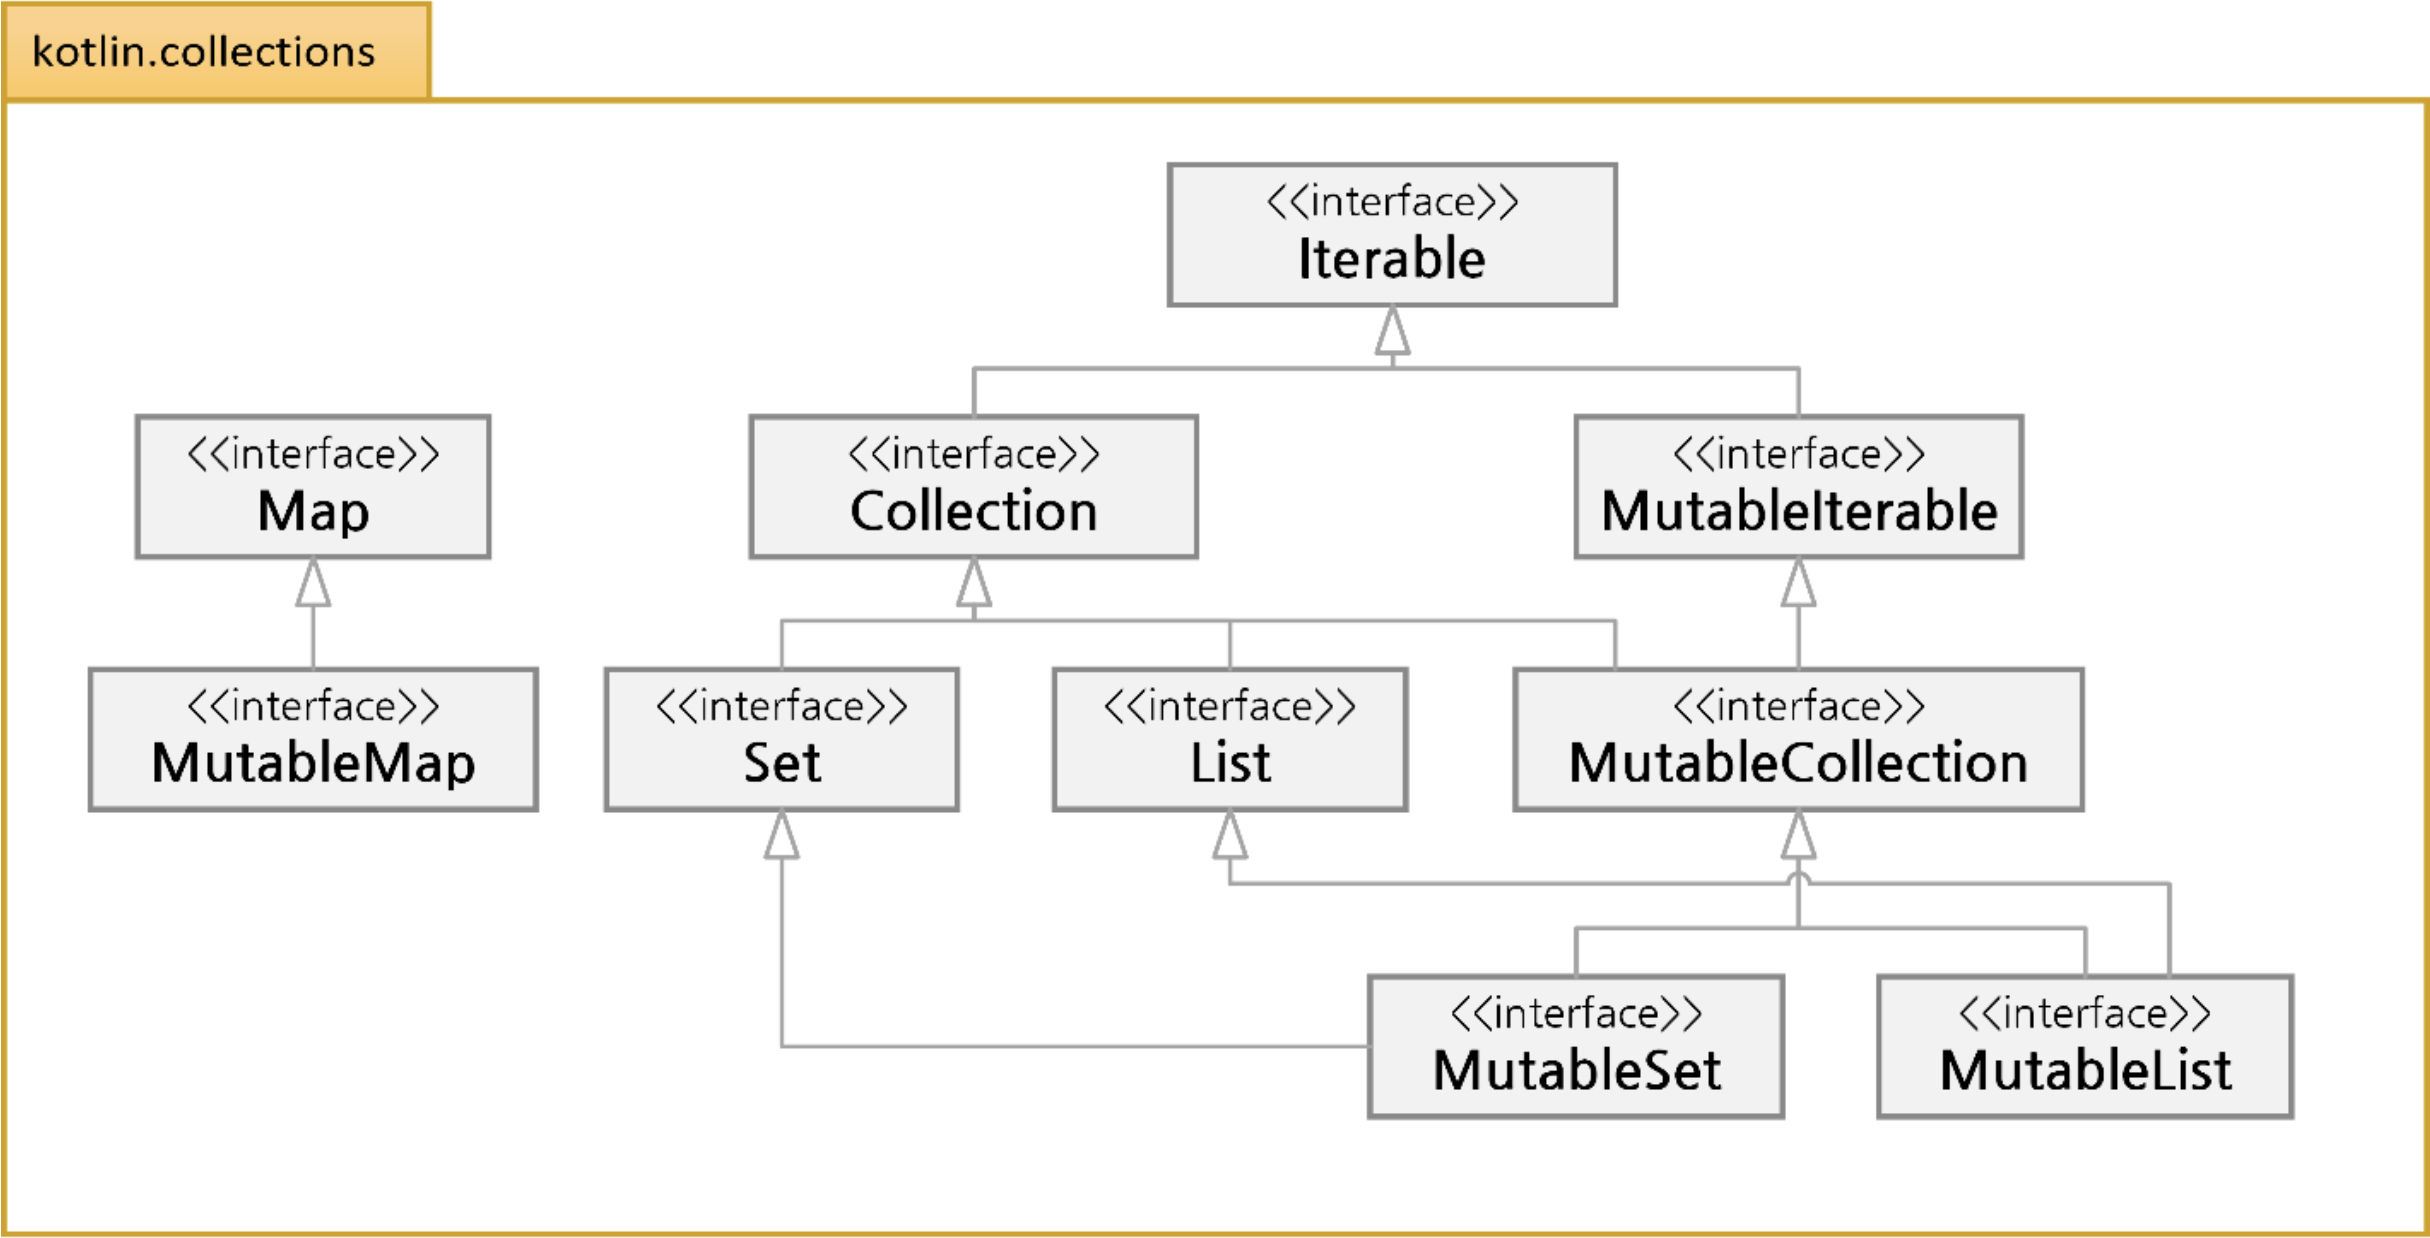 kotlin.collections
<<interface>>
Iterable
<<interface>>
Map
<<interface>>
Collection
<<interface>>
MutableIterable
<<interface>>
MutableMap
<<interface>>
Set
<<interface>>
List
<<interface>>
MutableCollection
<<interface>>
MutableSet
<<interface>>
MutableList